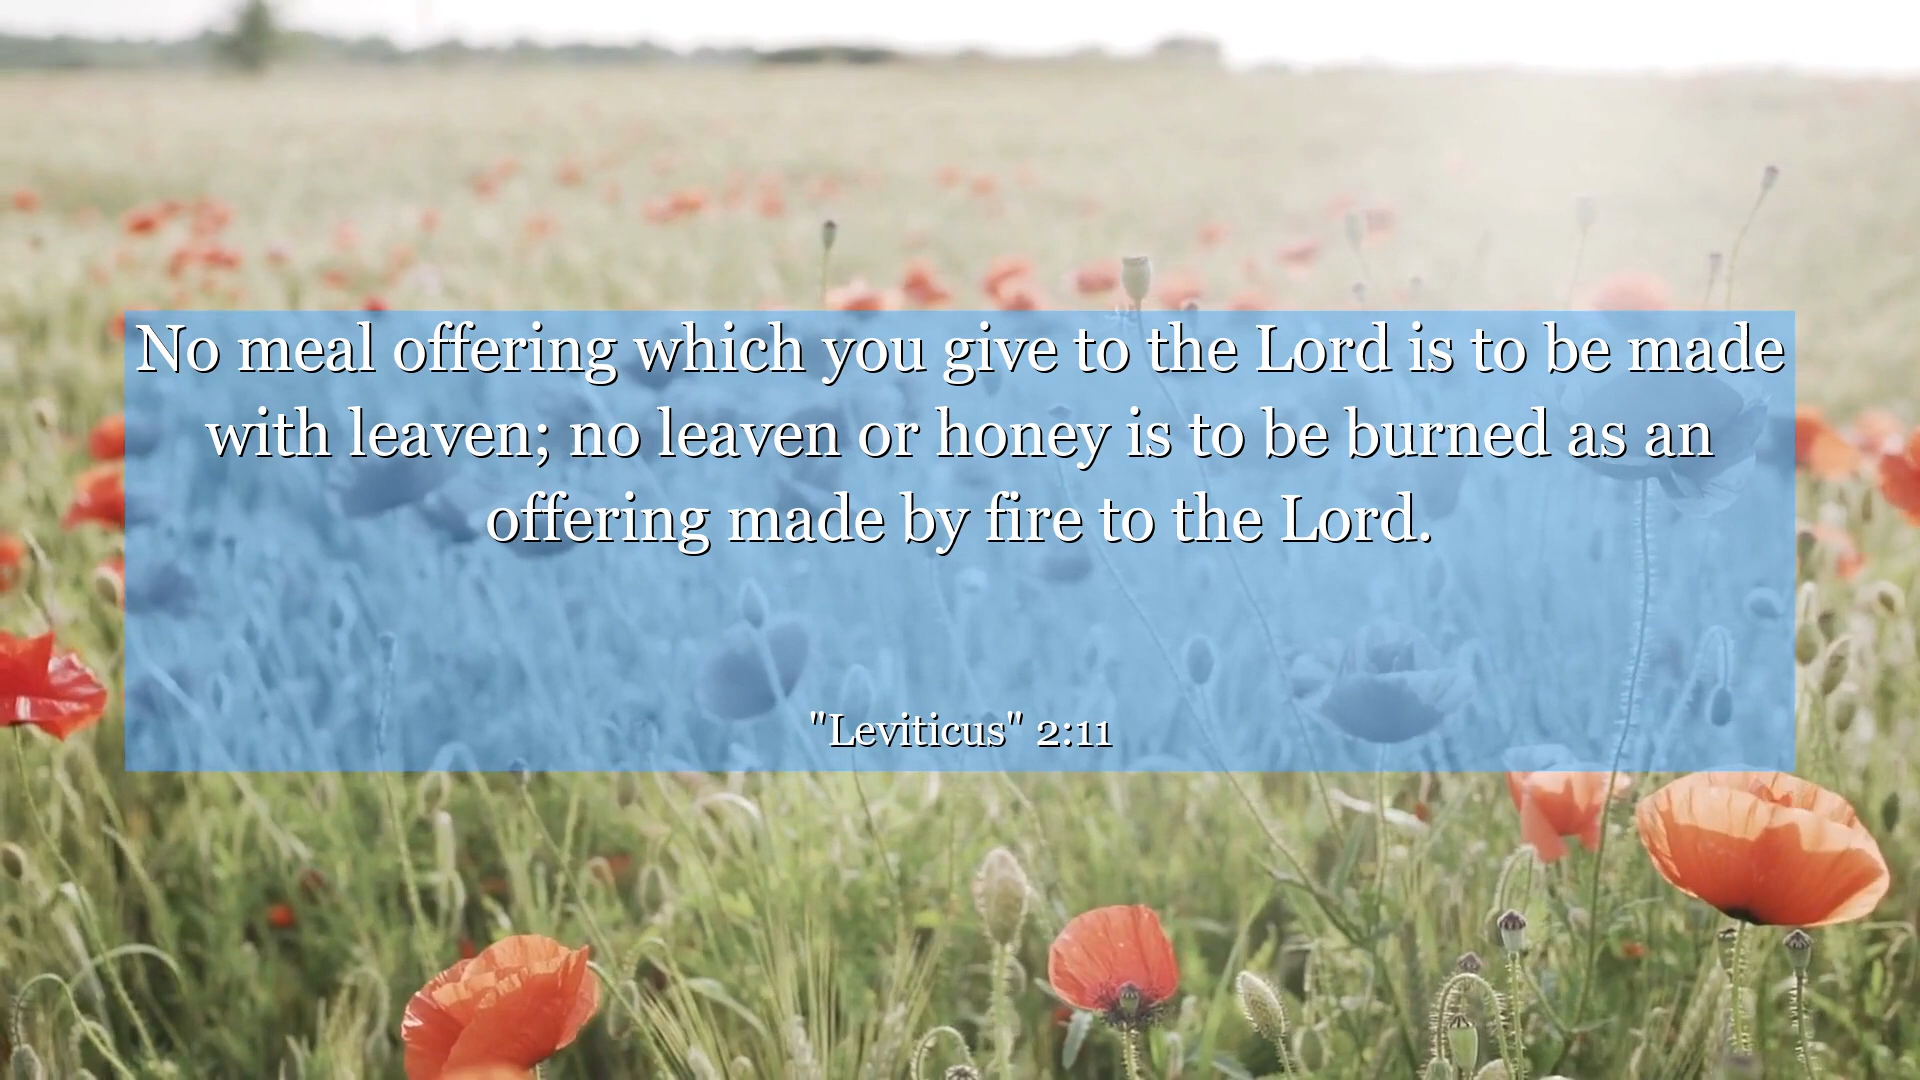 No meal offering which you give to the Lord is to be made
with leaven; no leaven or honey is to be burned as an
offering made by fire to the Lord.
"Leviticus" 2:11